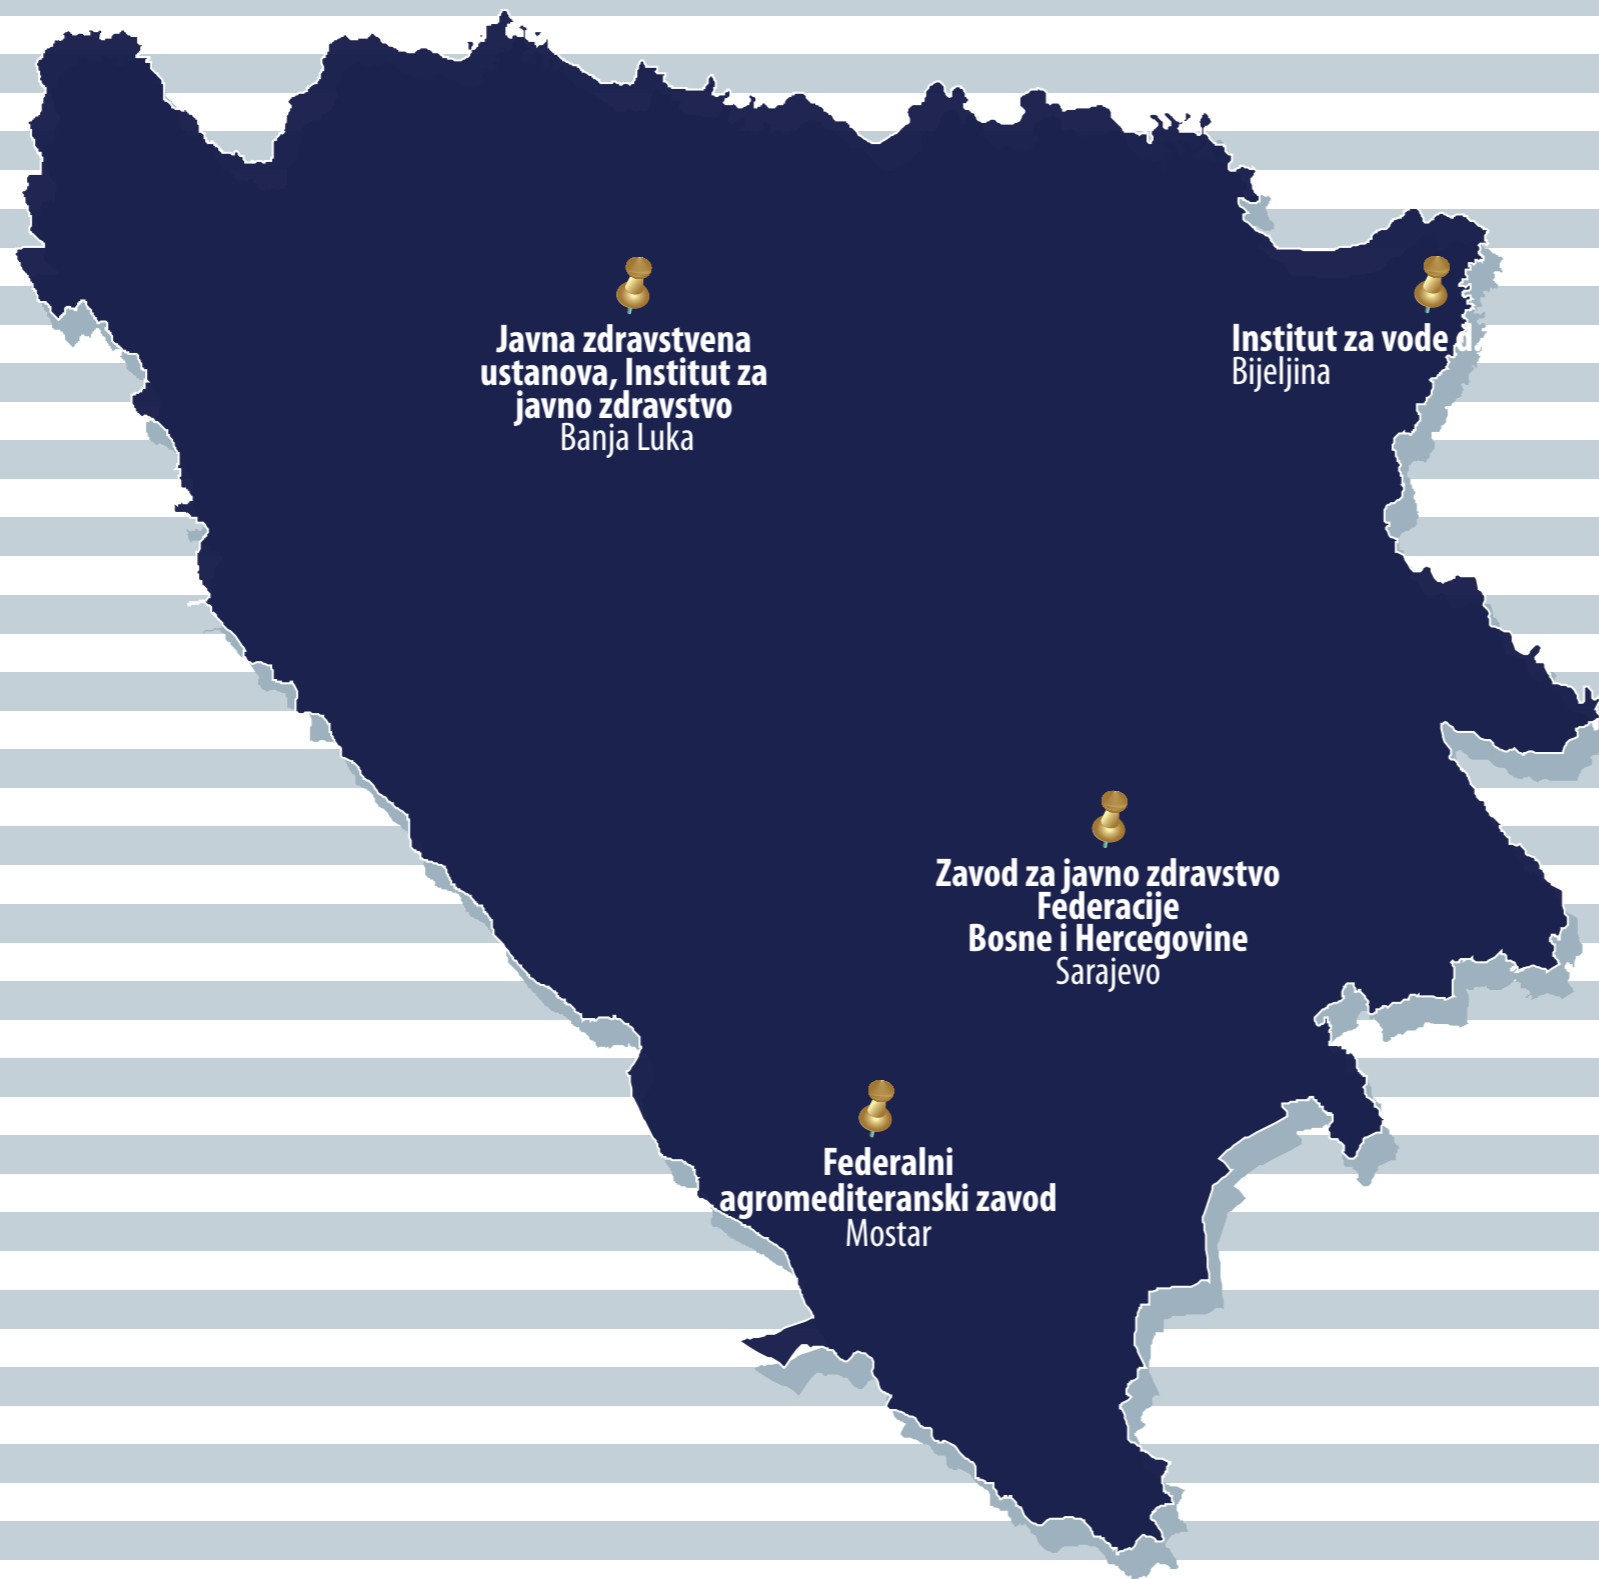 Javna zdravstvena
ustanova, Institut za
javno zdravstvo
Banja Luka
Institut za vode d.
Bijeljina
Zavod za javno zdravstvo
Federacije
Bosne i Hercegovine
Sarajevo
Federalni
agromediteranski zavod
Mostar